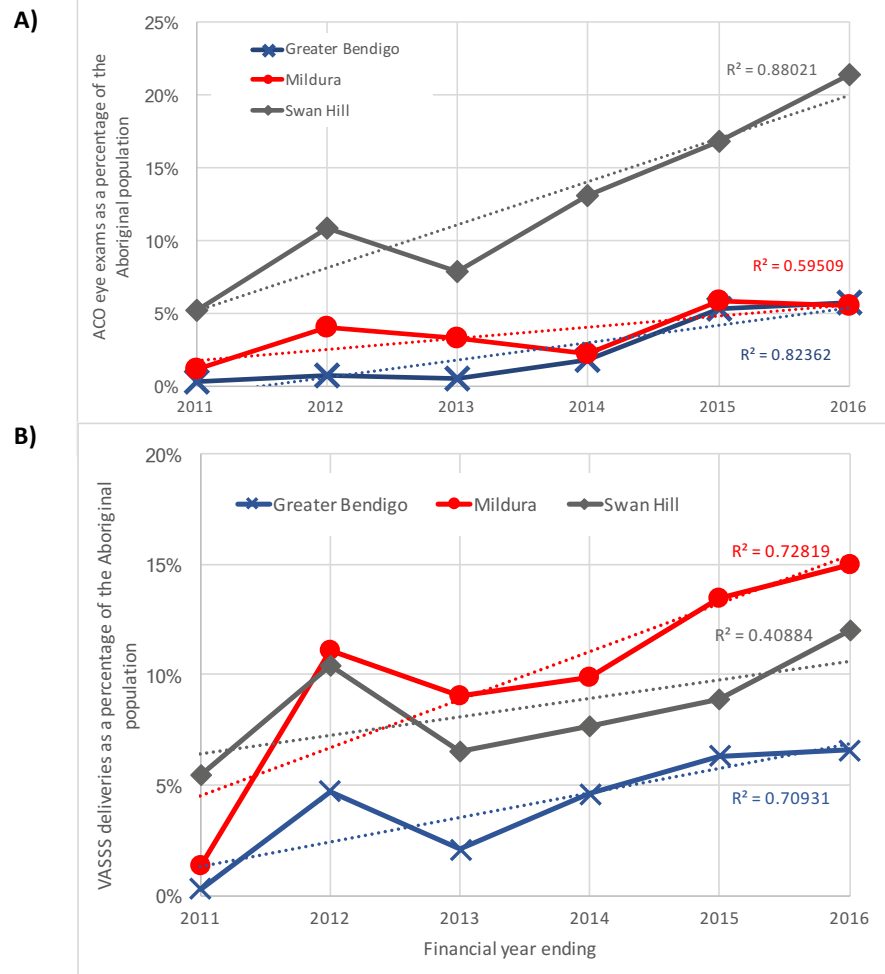 A)
25%
20%
15%
10%
5%
0%
ACO eye exams as a percentage of the
Aboriginal population
Greater Bendigo
Mildura
Swan Hill
R² = 0.88021
R² = 0.59509
R² = 0.82362
2011 2012 2013 2014 2015 2016
B)
20%
15%
10%
5%
0%
VASSS deliveries as a percentage of the Aboriginal
population
Greater Bendigo Mildura Swan Hill
R² = 0.72819
R² = 0.40884
R² = 0.70931
2011 2012 2013 2014 2015 2016
Financial year ending